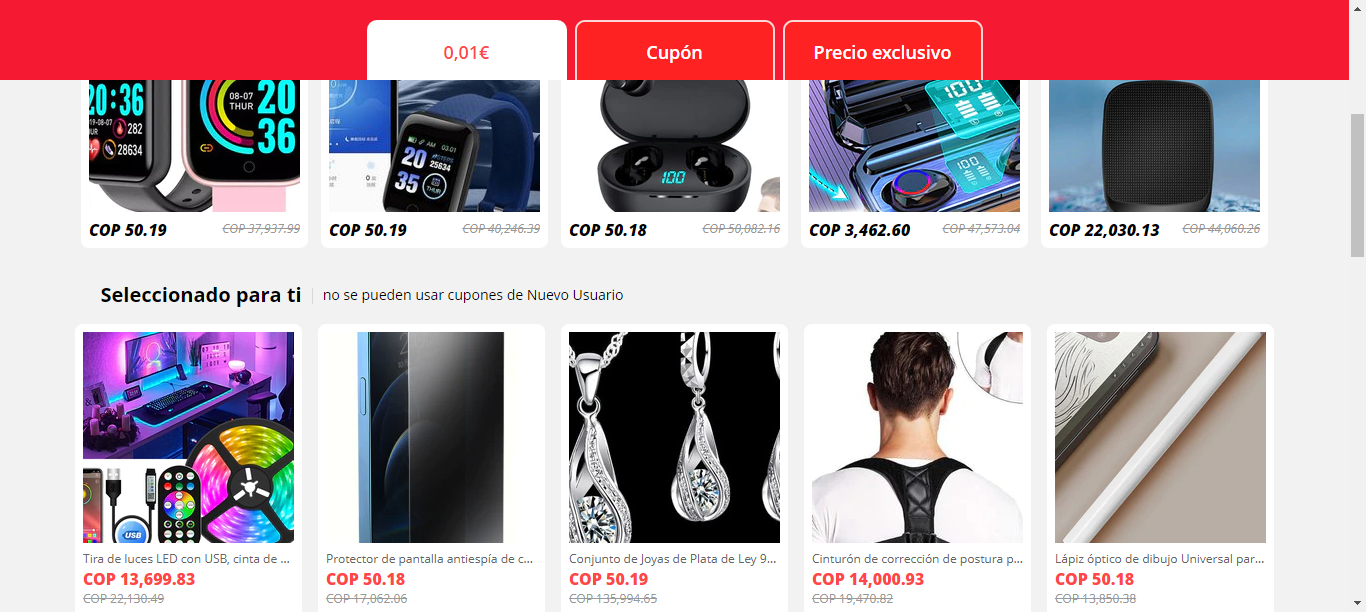 0,01€
Cupón
Precio exclusivo
20:36
08-07
THUR
2036
282
28634
AM 03:01
2035
STEPS
25634
THUR
100
100
COP 50.19 COP 37,937.99
COP 50.19 COP 40,246.39
COP 50.18 COP 50,082.16
COP 3,462.60 COP 47,573.04
COP 22,030.13 COP 44,060.26
Seleccionado para ti
no se pueden usar cupones de Nuevo Usuario
USB
Tira de luces LED con USB, cinta de ...
COP 13,699.83
COP 22,130.49
Protector de pantalla antiespía de c...
COP 50.18
COP 17,062.06
Conjunto de Joyas de Plata de Ley 9...
COP 50.19
COP 135,994.65
Cinturón de corrección de postura p...
COP 14,000.93
COP 19,470.82
Lápiz óptico de dibujo Universal par...
COP 50.18
COP 13,850.38